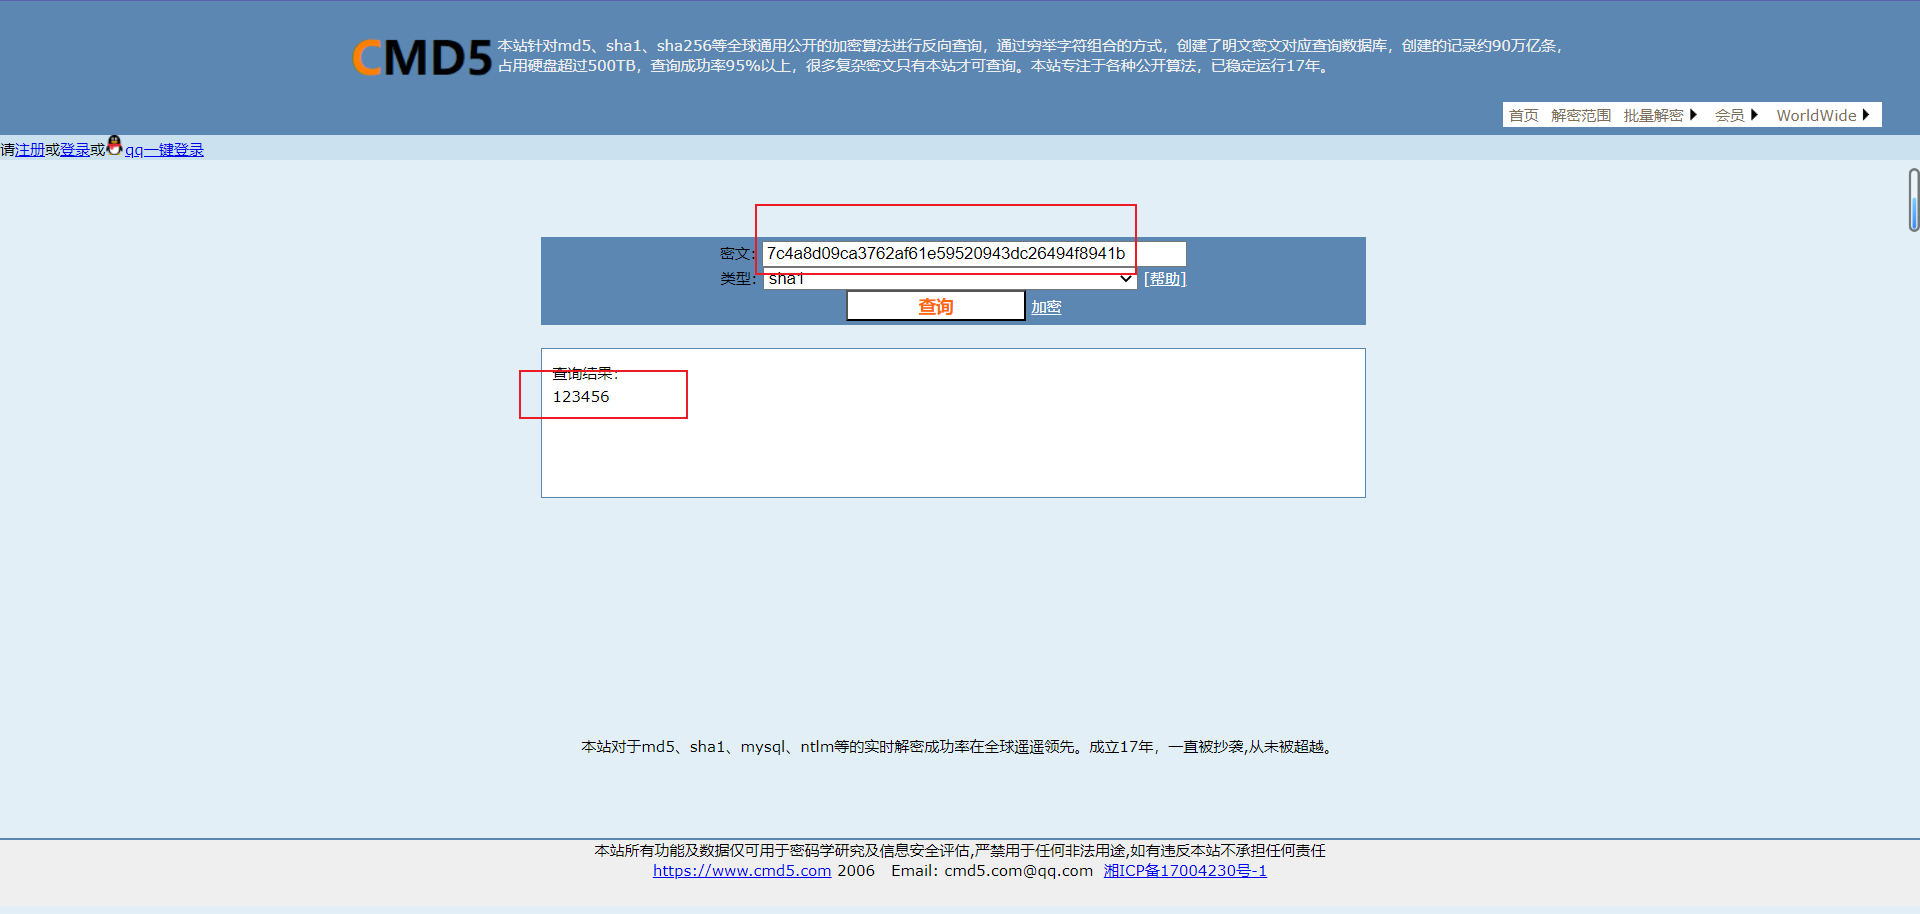 CMD5 本站针对md5、sha1、sha256等全球通用公开的加密算法进行反向查询，通过穷举字符组合的方式，创建了明文密文对应查询数据库，创建的记录约90万亿条，
占用硬盘超过500TB，查询成功率95%以上，很多复杂密文只有本站才可查询。本站专注于各种公开算法，已稳定运行17年。
首页 解密范围 批量解密 会员 WorldWide
请注册或登录或qq一键登录
密文: 7c4a8d09ca3762af61e59520943dc26494f8941b
类型: sha1 [帮助]
查询 加密
查询结果:
123456
本站对于md5、sha1、mysql、ntlm等的实时解密成功率在全球遥遥领先。成立17年，一直被抄袭,从未被超越。
本站所有功能及数据仅可用于密码学研究及信息安全评估,严禁用于任何非法用途,如有违反本站不承担任何责任
https://www.cmd5.com 2006 Email: cmd5.com@qq.com 湘ICP备17004230号-1